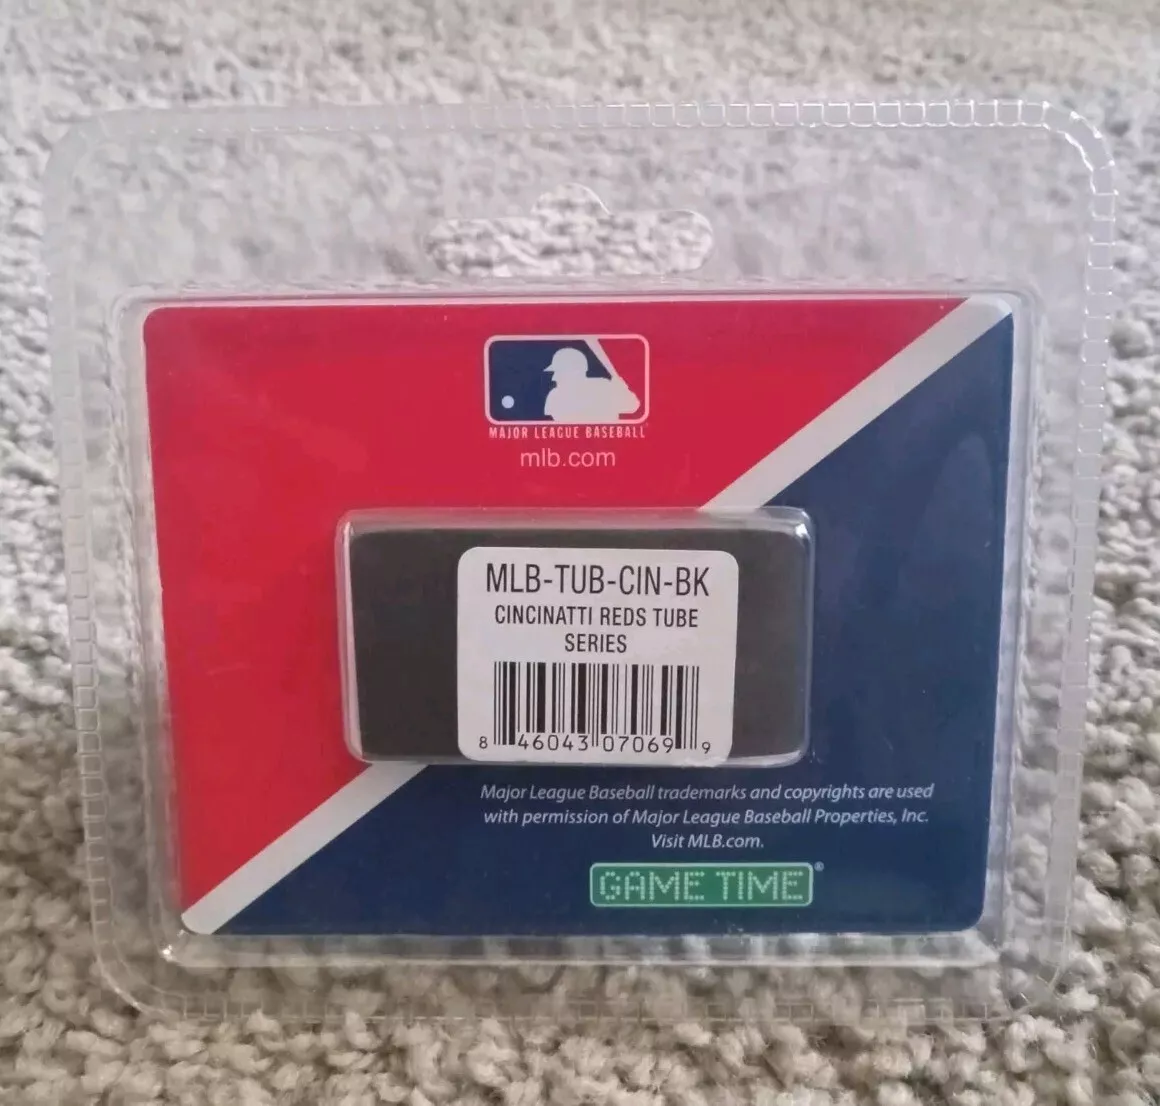 MAJOR LEAGUE BASEBALL
mlb.com
MLB-TUB-CIN-BK
CINCINATTI REDS TUBE
SERIES
8 46043 07069 9
Major League Baseball trademarks and copyrights are used
with permission of Major League Baseball Properties, Inc.
Visit MLB.com.
GAME TIME®